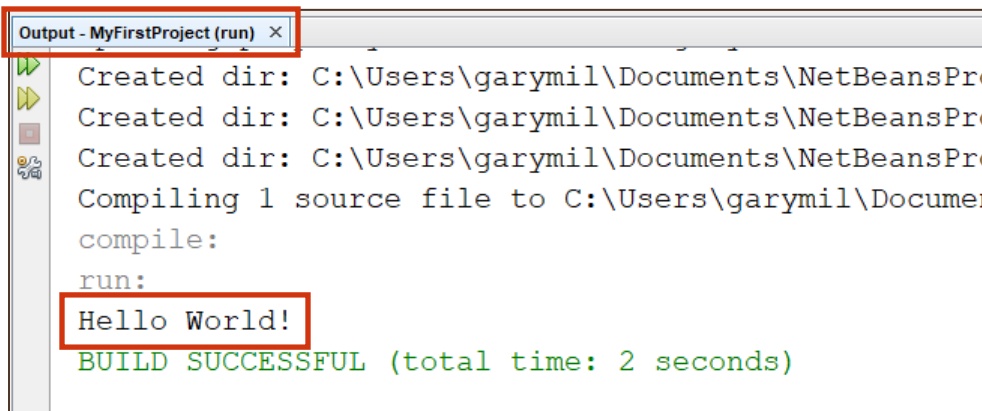 Output - MyFirstProject (run)
Created dir: C:\Users\garymil\Documents\NetBeansPr
Created dir: C:\Users\garymil\Documents\NetBeansPr
Created dir: C:\Users\garymil\Documents\NetBeansPr
Compiling 1 source file to C:\Users\garymil\Docume
compile:
run:
Hello World!
BUILD SUCCESSFUL (total time: 2 seconds)